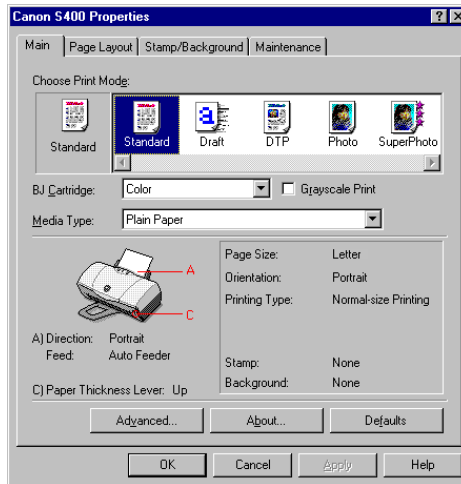 Canon S400 Properties
Main Page Layout Stamp/Background Maintenance
Choose Print Mode:
Standard Standard Draft DTP Photo SuperPhoto
BJ Cartridge: Color Grayscale Print
Media Type: Plain Paper
A
C
A) Direction: Portrait
Feed: Auto Feeder
C) Paper Thickness Lever: Up
Page Size: Letter
Orientation: Portrait
Printing Type: Normal-size Printing
Stamp: None
Background: None
Advanced... About... Defaults
OK Cancel Apply Help